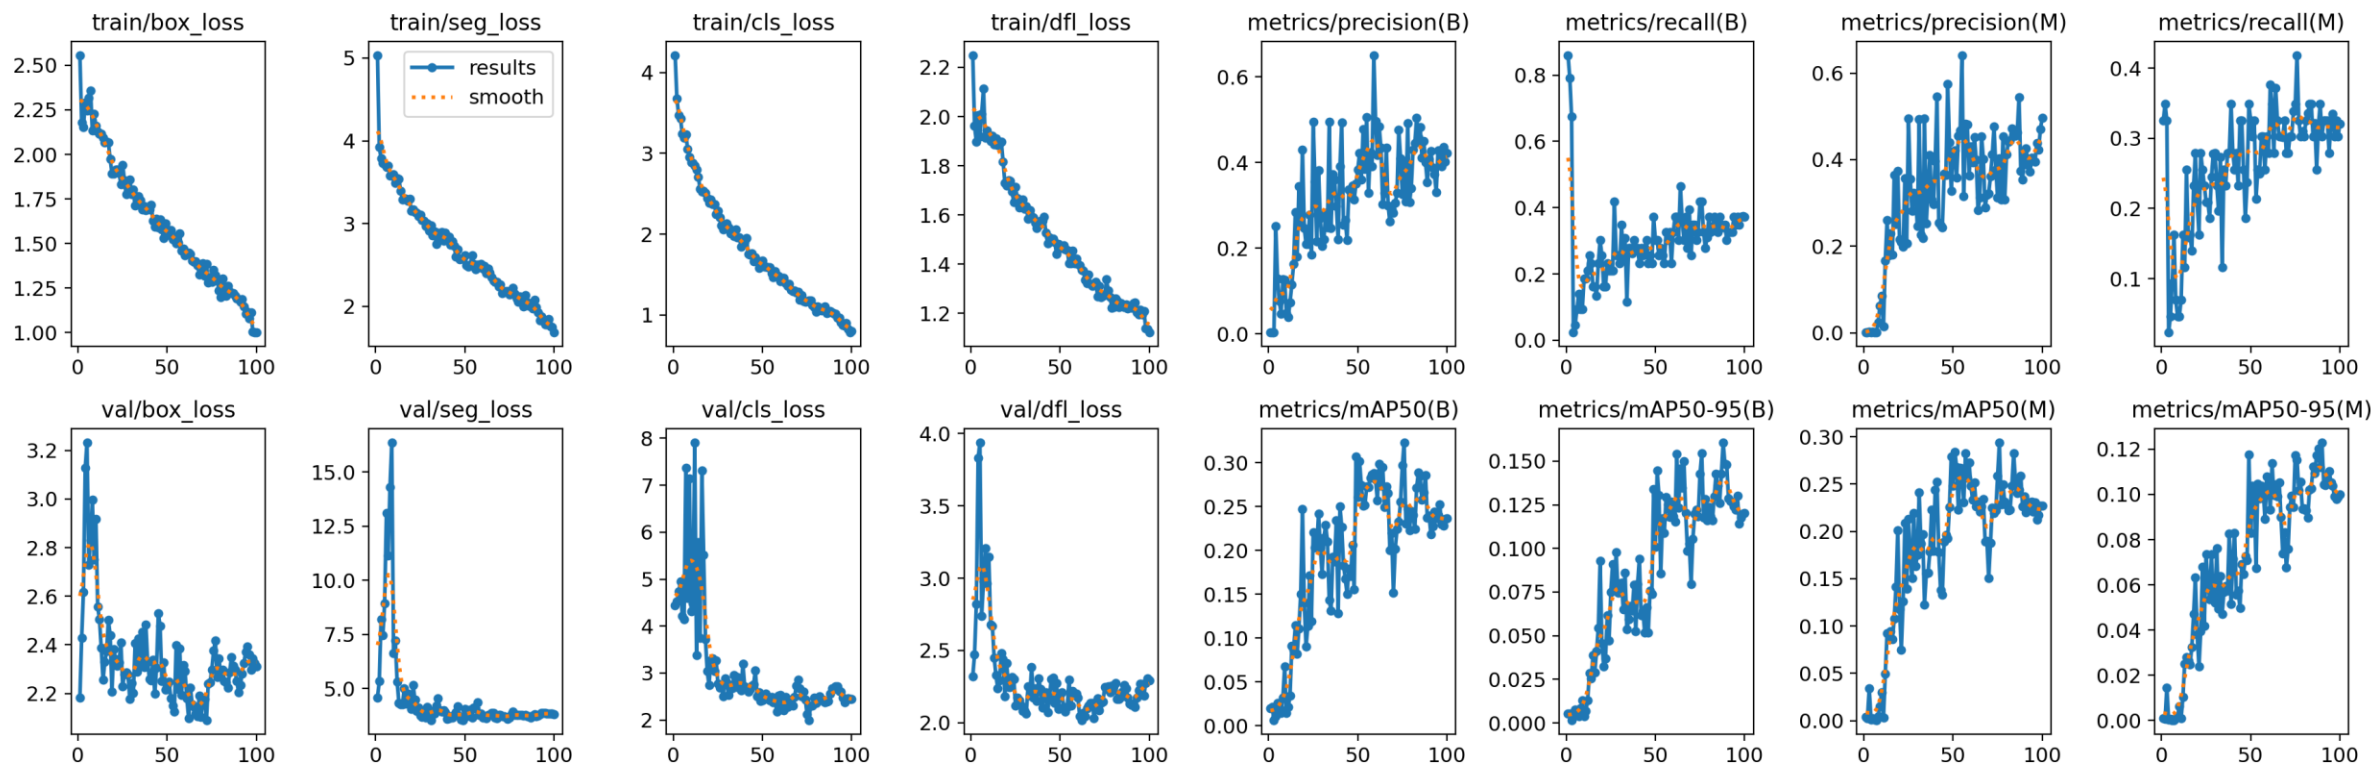 train/box_loss
train/seg_loss
train/cls_loss
train/dfl_loss
metrics/precision(B)
metrics/recall(B)
metrics/precision(M)
metrics/recall(M)
2.50
2.25
2.00
1.75
1.50
1.25
1.00
0 50 100
5
4
3
2
results
smooth
0 50 100
4
3
2
1
0 50 100
2.2
2.0
1.8
1.6
1.4
1.2
0 50 100
0.6
0.4
0.2
0.0
0 50 100
0.8
0.6
0.4
0.2
0.0
0 50 100
0.6
0.4
0.2
0.0
0 50 100
0.4
0.3
0.2
0.1
0 50 100
val/box_loss
val/seg_loss
val/cls_loss
val/dfl_loss
metrics/mAP50(B)
metrics/mAP50-95(B)
metrics/mAP50(M)
metrics/mAP50-95(M)
3.2
3.0
2.8
2.6
2.4
2.2
0 50 100
15.0
12.5
10.0
7.5
5.0
0 50 100
8
7
6
5
4
3
2
0 50 100
4.0
3.5
3.0
2.5
2.0
0 50 100
0.30
0.25
0.20
0.15
0.10
0.05
0.00
0 50 100
0.150
0.125
0.100
0.075
0.050
0.025
0.000
0 50 100
0.30
0.25
0.20
0.15
0.10
0.05
0.00
0 50 100
0.12
0.10
0.08
0.06
0.04
0.02
0.00
0 50 100